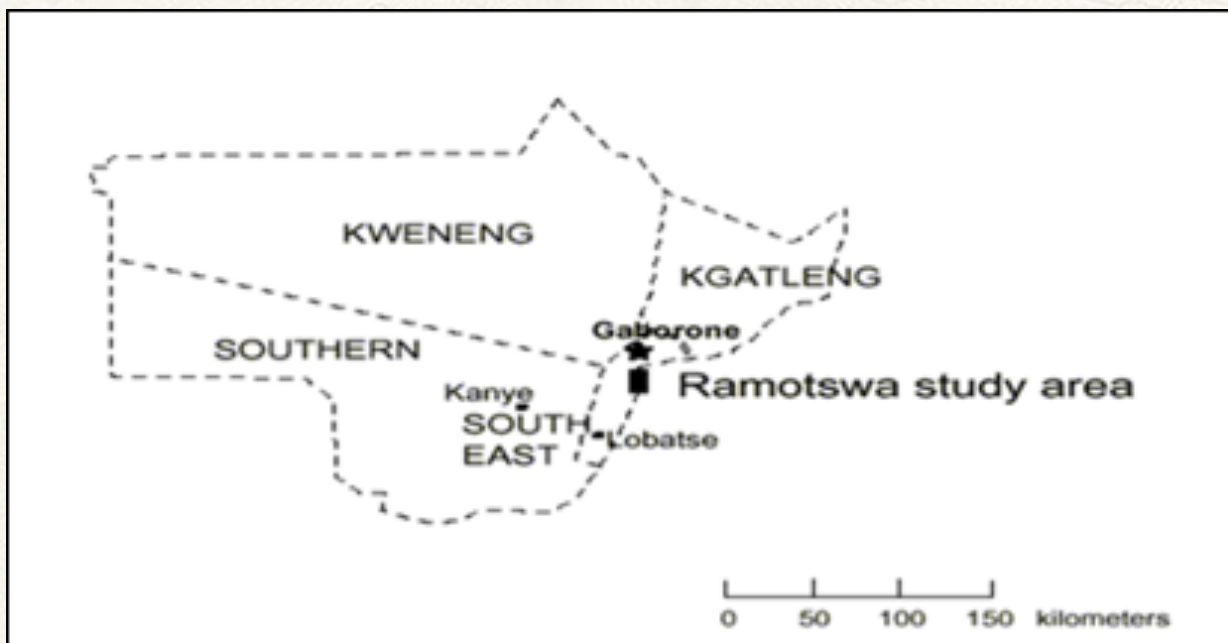 KWENENG
KGATLENG
Gaborone
SOUTHERN
Ramotswa study area
Kanye
SOUTH
EAST
Lobatse
0 50 100 150 kilometers